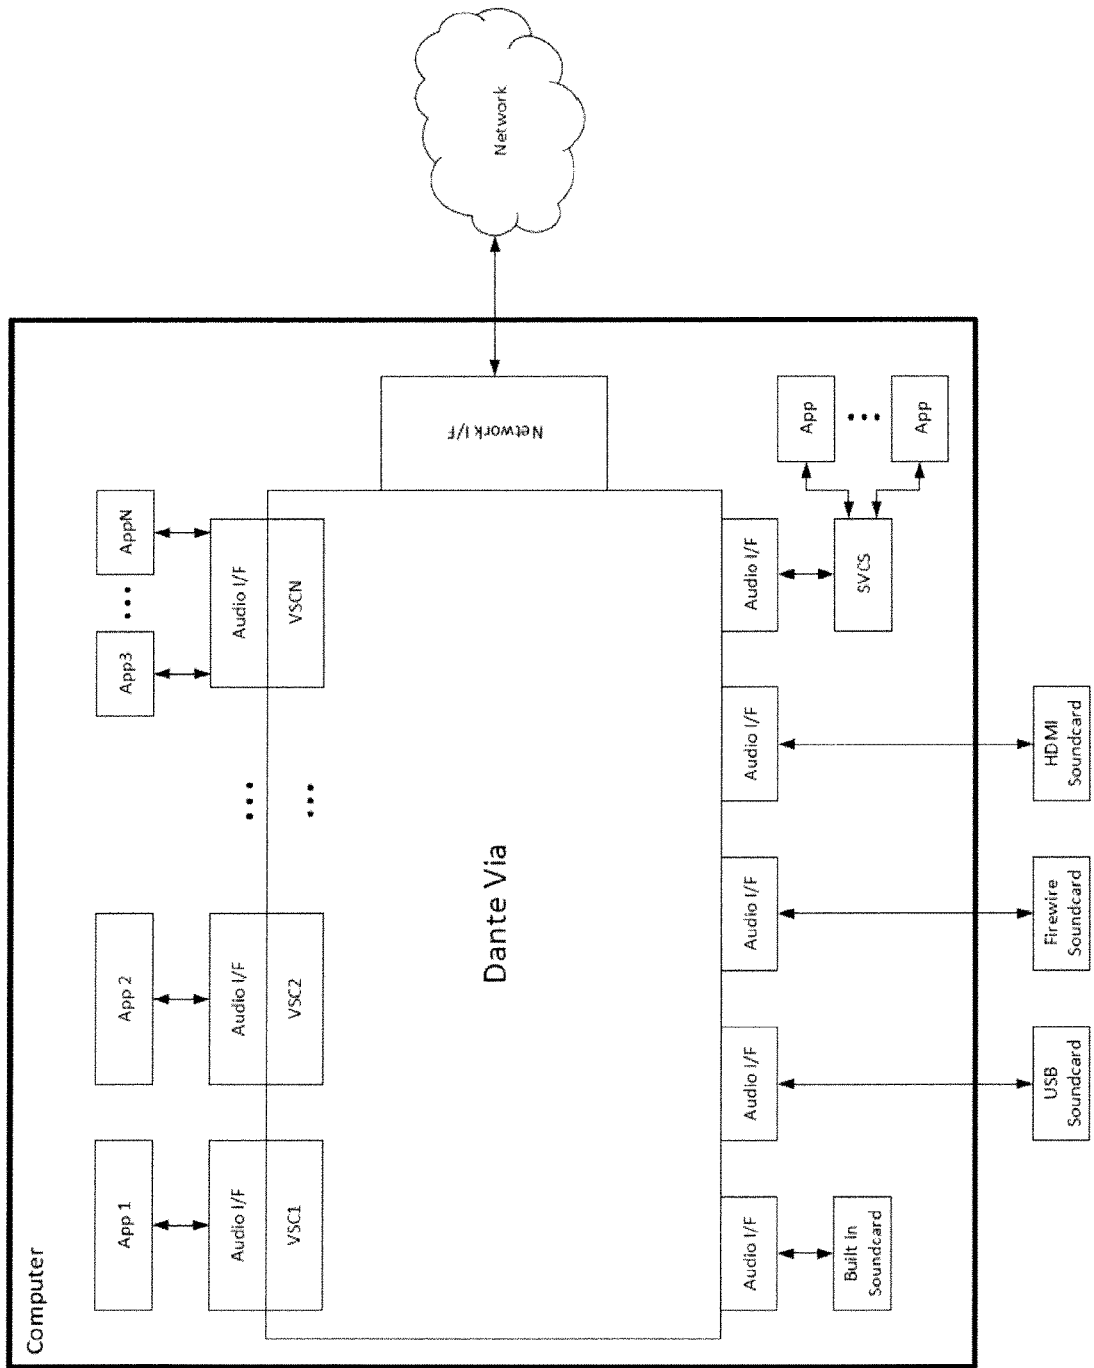 Computer
App 1
App 2
App3
AppN
Audio I/F
VSC1
Audio I/F
VSC2
Audio I/F
VSCN
Dante Via
Network I/F
Network
Audio I/F
Audio I/F
Audio I/F
Audio I/F
Audio I/F
Built In
Soundcard
SVCS
App
App
USB
Soundcard
Firewire
Soundcard
HDMI
Soundcard